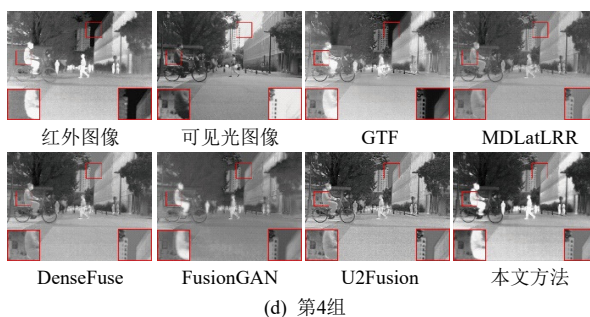 红外图像 可见光图像 GTF MDLatLRR
DenseFuse FusionGAN U2Fusion 本文方法
(d) 第4组